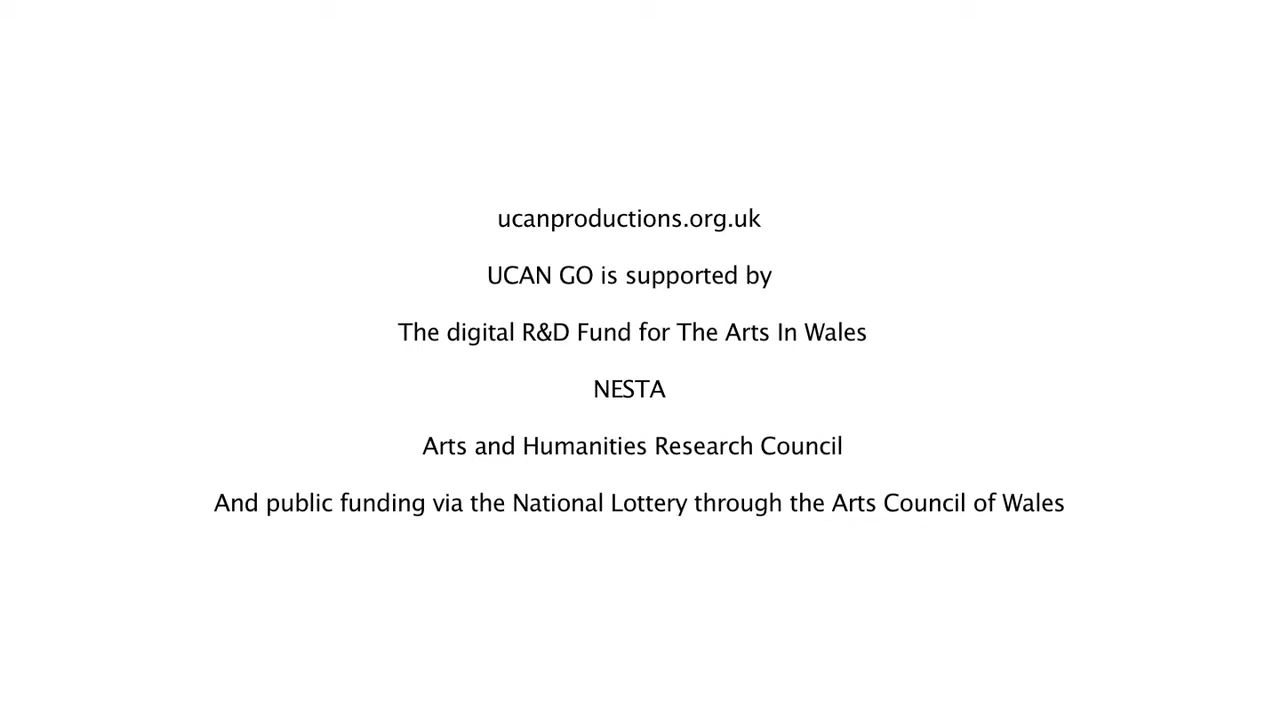 ucanproductions.org.uk
UCAN GO is supported by
The digital R&D Fund for The Arts In Wales
NESTA
Arts and Humanities Research Council
And public funding via the National Lottery through the Arts Council of Wales